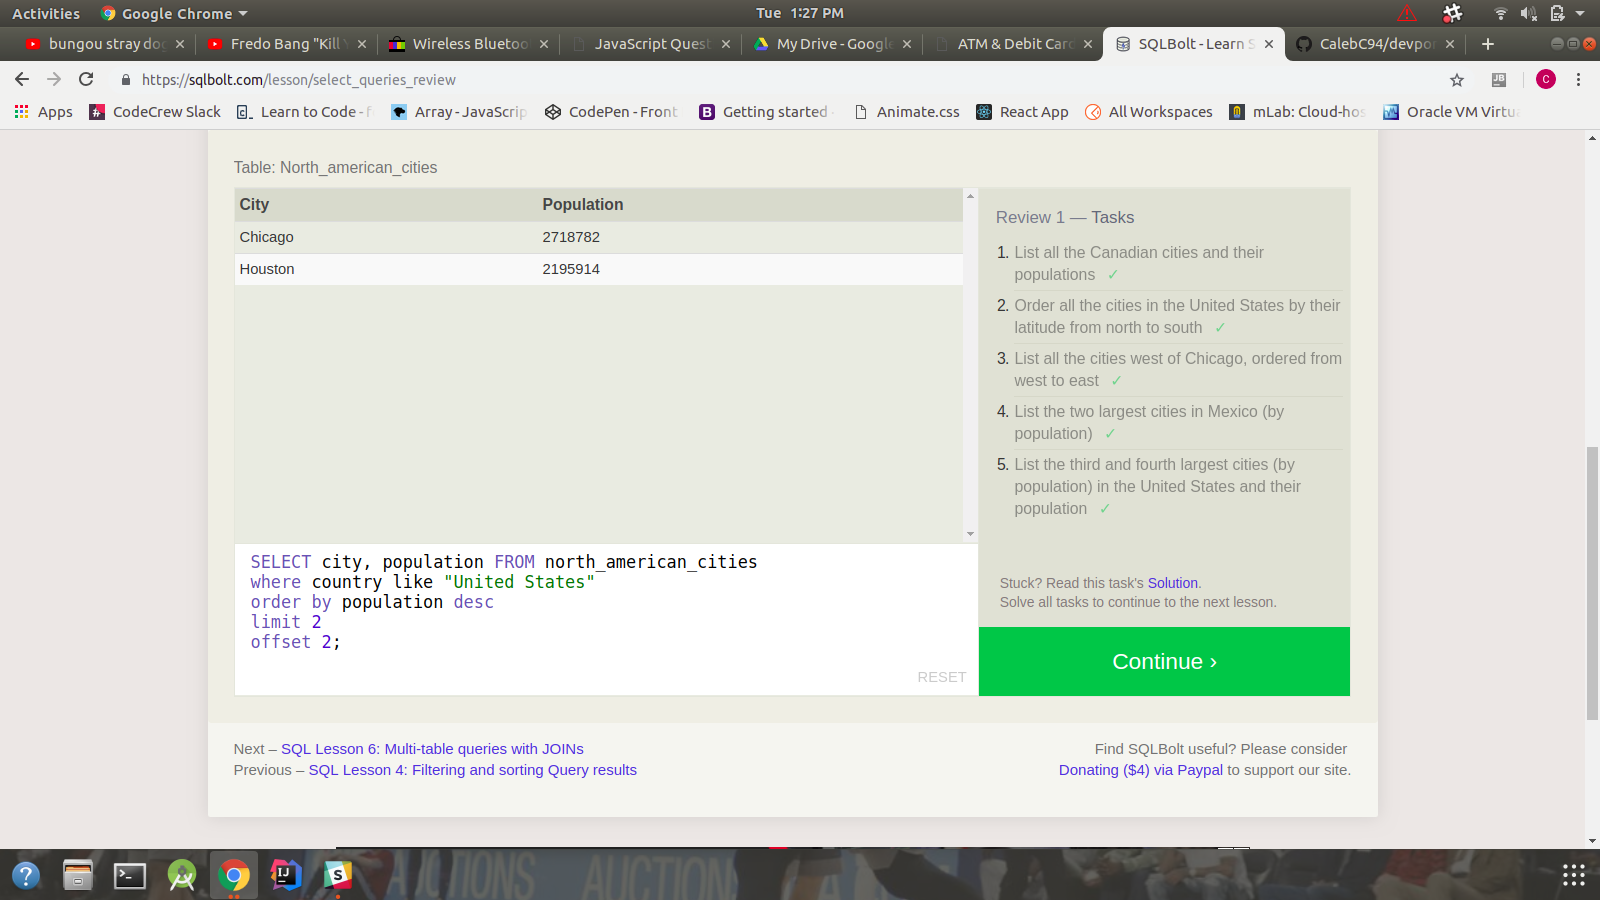 Activities Google Chrome Tue 1:27 PM
bungou stray do Fredo Bang "Kill Wireless Bluetoo JavaScript Quest My Drive - Google ATM & Debit Card SQLBolt - Learn S CalebC94/devpor
https://sqlbolt.com/lesson/select_queries_review JB C
Apps CodeCrew Slack Learn to Code - f Array - JavaScrip CodePen - Front B Getting started Animate.css React App All Workspaces mLab: Cloud-hos Oracle VM Virtu
Table: North_american_cities
City Population
Chicago 2718782
Houston 2195914
Review 1 — Tasks
1. List all the Canadian cities and their
populations ✓
2. Order all the cities in the United States by their
latitude from north to south ✓
3. List all the cities west of Chicago, ordered from
west to east ✓
4. List the two largest cities in Mexico (by
population) ✓
5. List the third and fourth largest cities (by
population) in the United States and their
population ✓
Stuck? Read this task's Solution.
Solve all tasks to continue to the next lesson.
Continue ›
SELECT city, population FROM north_american_cities
where country like "United States"
order by population desc
limit 2
offset 2;
RESET
Next – SQL Lesson 6: Multi-table queries with JOINs
Previous – SQL Lesson 4: Filtering and sorting Query results
Find SQLBolt useful? Please consider
Donating ($4) via Paypal to support our site.
? >_ IJ S
AUCTIONS AUCTION